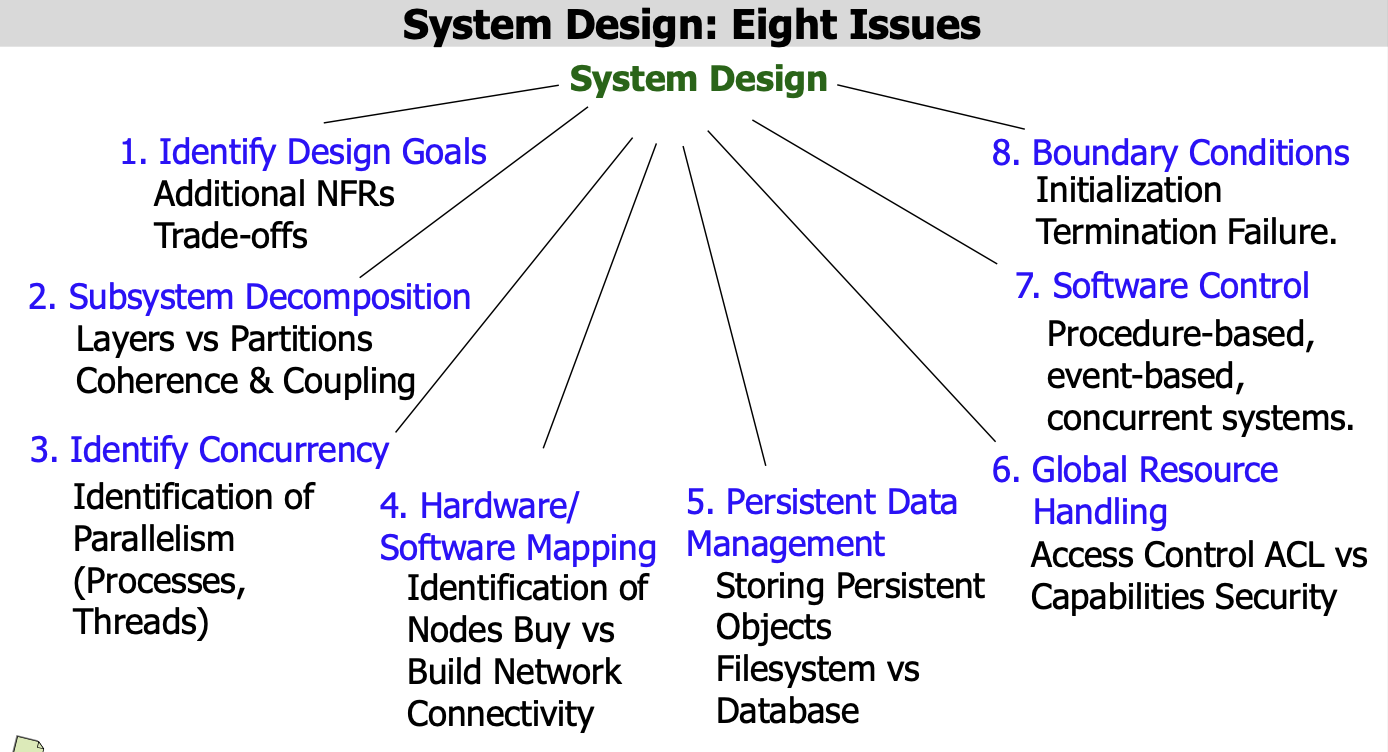 System Design: Eight Issues
System Design
1. Identify Design Goals
Additional NFRs
Trade-offs
2. Subsystem Decomposition
Layers vs Partitions
Coherence & Coupling
3. Identify Concurrency
Identification of
Parallelism
(Processes,
Threads)
4. Hardware/
Software Mapping
Identification of
Nodes Buy vs
Build Network
Connectivity
5. Persistent Data
Management
Storing Persistent
Objects
Filesystem vs
Database
6. Global Resource
Handling
Access Control ACL vs
Capabilities Security
7. Software Control
Procedure-based,
event-based,
concurrent systems.
8. Boundary Conditions
Initialization
Termination Failure.